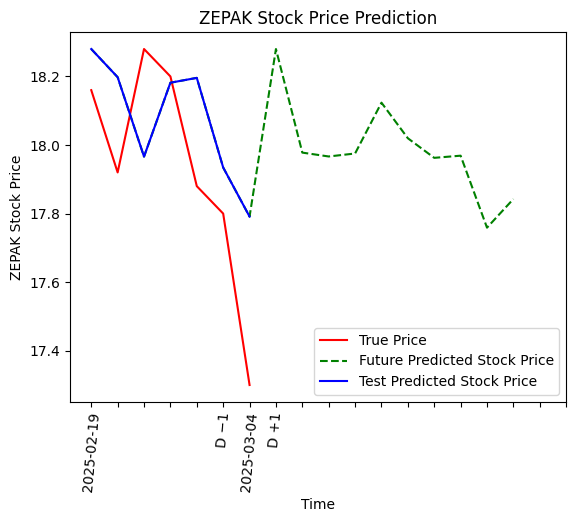 ZEPAK Stock Price Prediction
ZEPAK Stock Price
18.2
18.0
17.8
17.6
17.4
True Price
Future Predicted Stock Price
Test Predicted Stock Price
2025-02-19
D −1
2025-03-04
D +1
Time